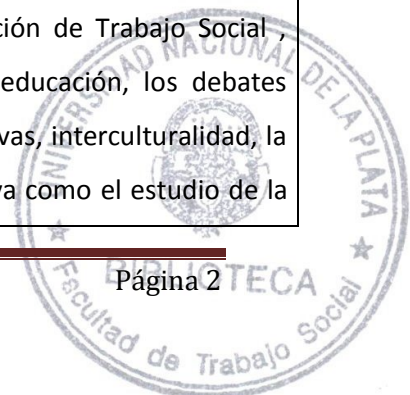 ción de Trabajo Social ,
educación, los debates
vas, interculturalidad, la
va como el estudio de la
Página 2
UNIVERSIDAD NACIONAL DE LA PLATA
BIBLIOTECA
Facultad de Trabajo Social